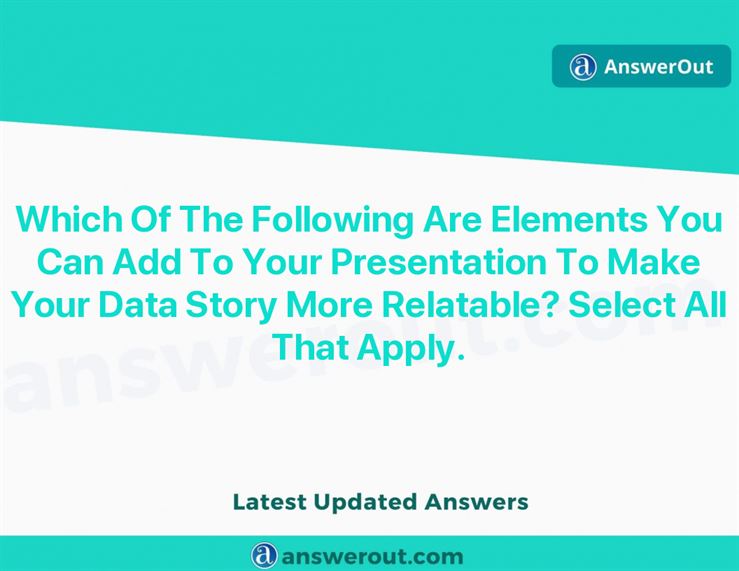 AnswerOut
Which Of The Following Are Elements You
Can Add To Your Presentation To Make
Your Data Story More Relatable? Select All
That Apply.
answerout.com
Latest Updated Answers
answerout.com